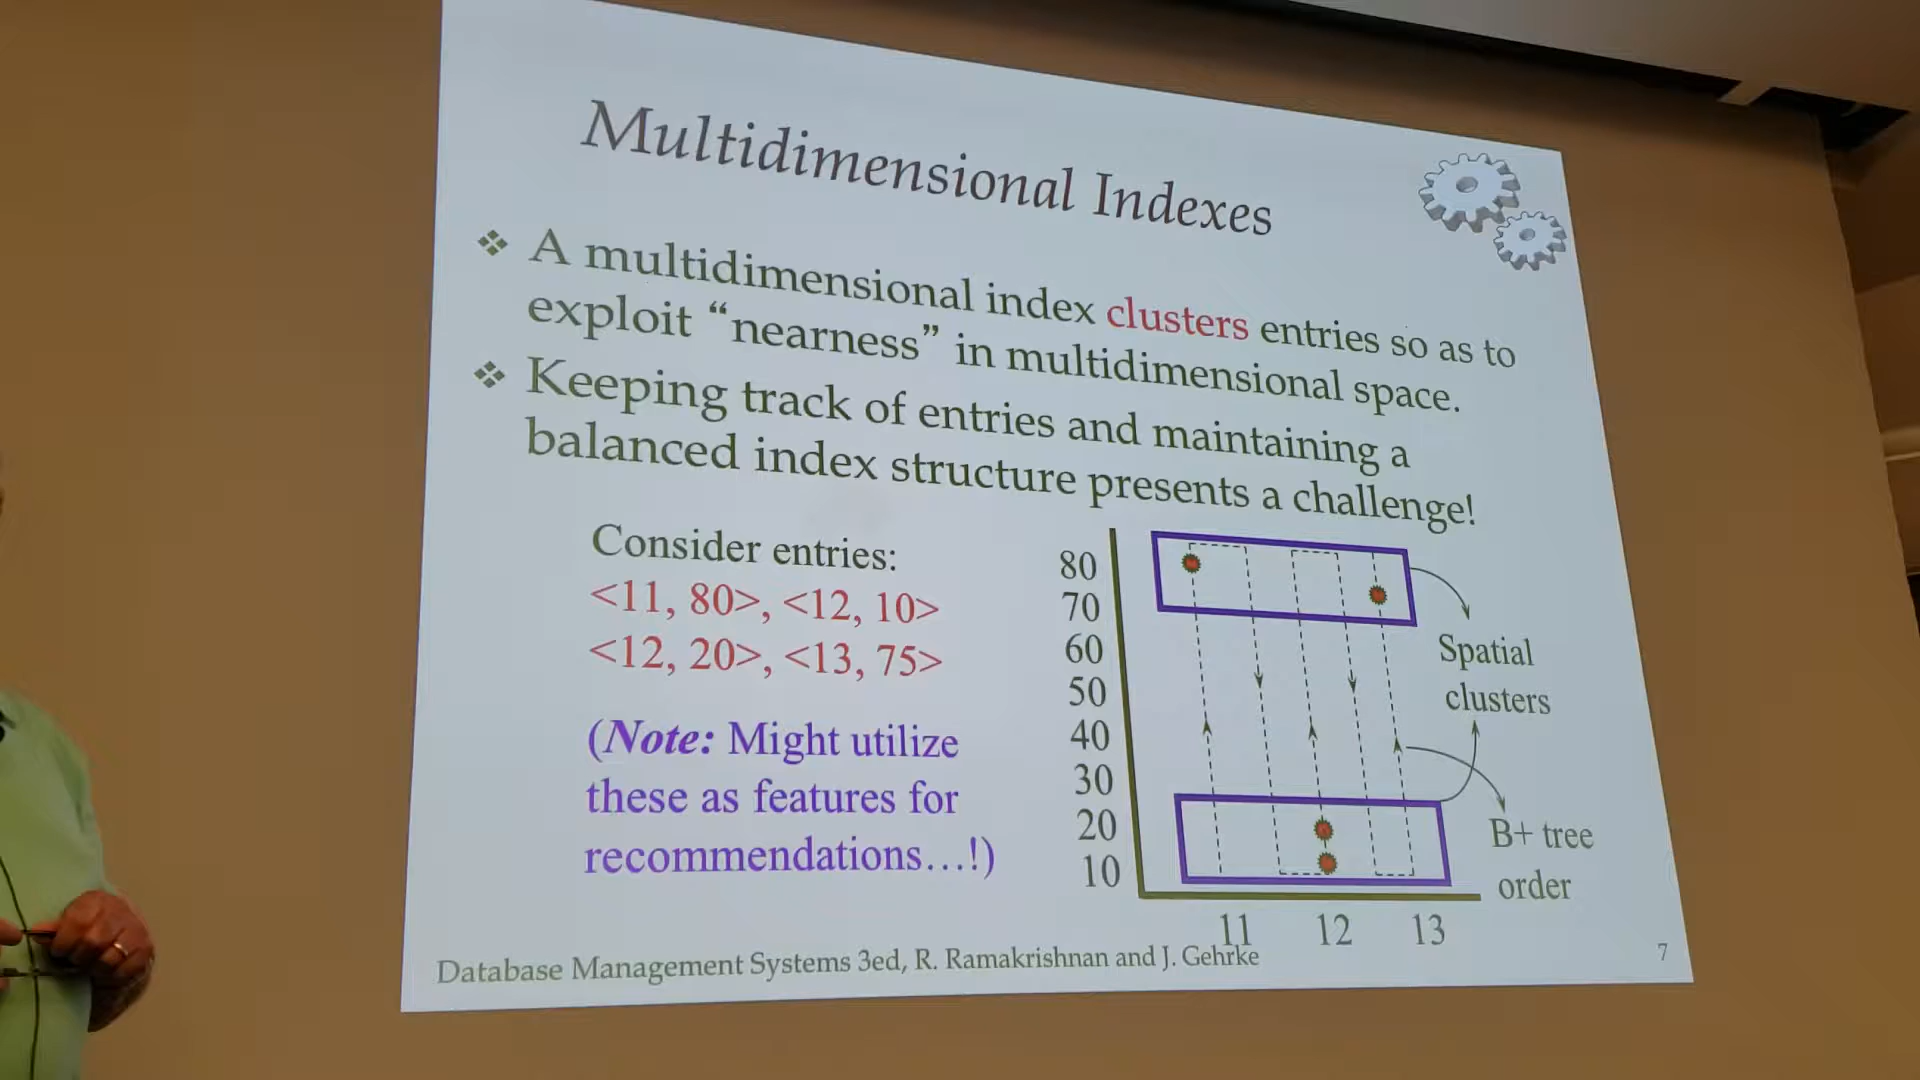 Multidimensional Indexes
A multidimensional index clusters entries so as to
exploit “nearness” in multidimensional space.
Keeping track of entries and maintaining a
balanced index structure presents a challenge!
Consider entries:
<11, 80>, <12, 10>
<12, 20>, <13, 75>
(Note: Might utilize
these as features for
recommendations…!)
80
70
60
50
40
30
20
10
11 12 13
Spatial
clusters
B+ tree
order
Database Management Systems 3ed, R. Ramakrishnan and J. Gehrke
7